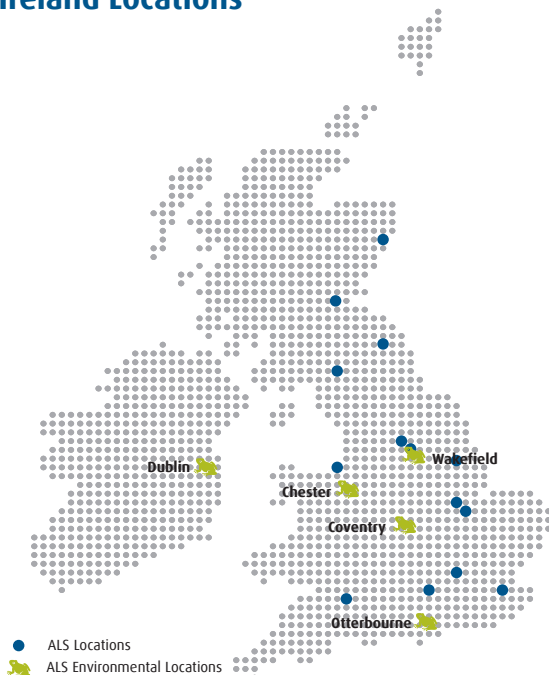 Ireland Locations
Dublin
Wakefield
Chester
Coventry
Otterbourne
ALS Locations
ALS Environmental Locations